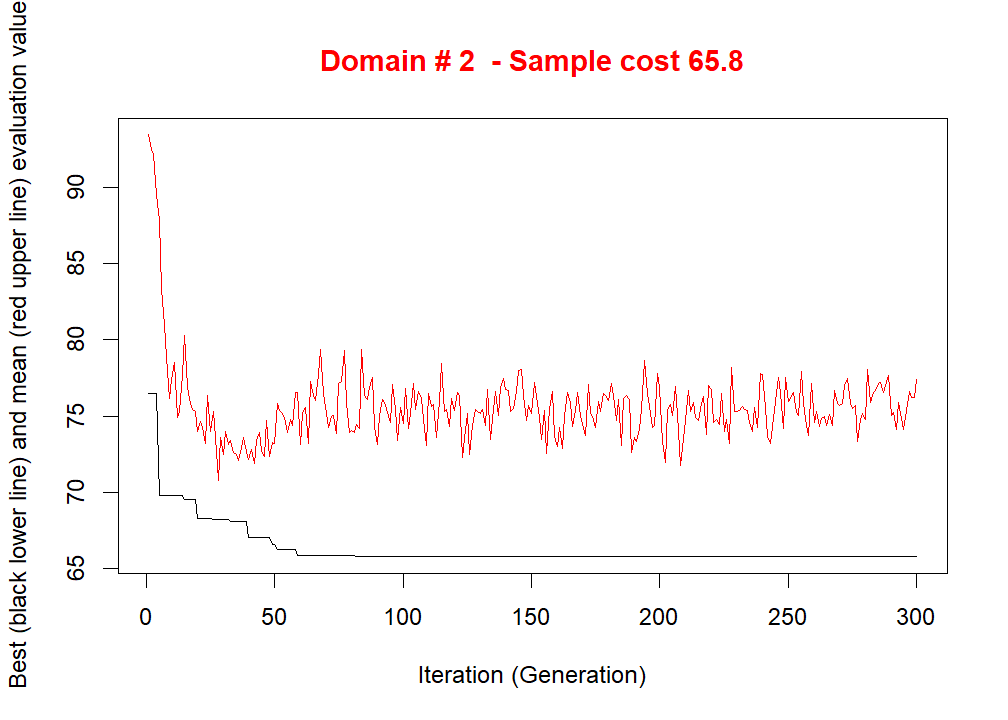 Domain # 2  - Sample cost 65.8
Best (black lower line) and mean (red upper line) evaluation value
90
85
80
75
70
65
0 50 100 150 200 250 300
Iteration (Generation)